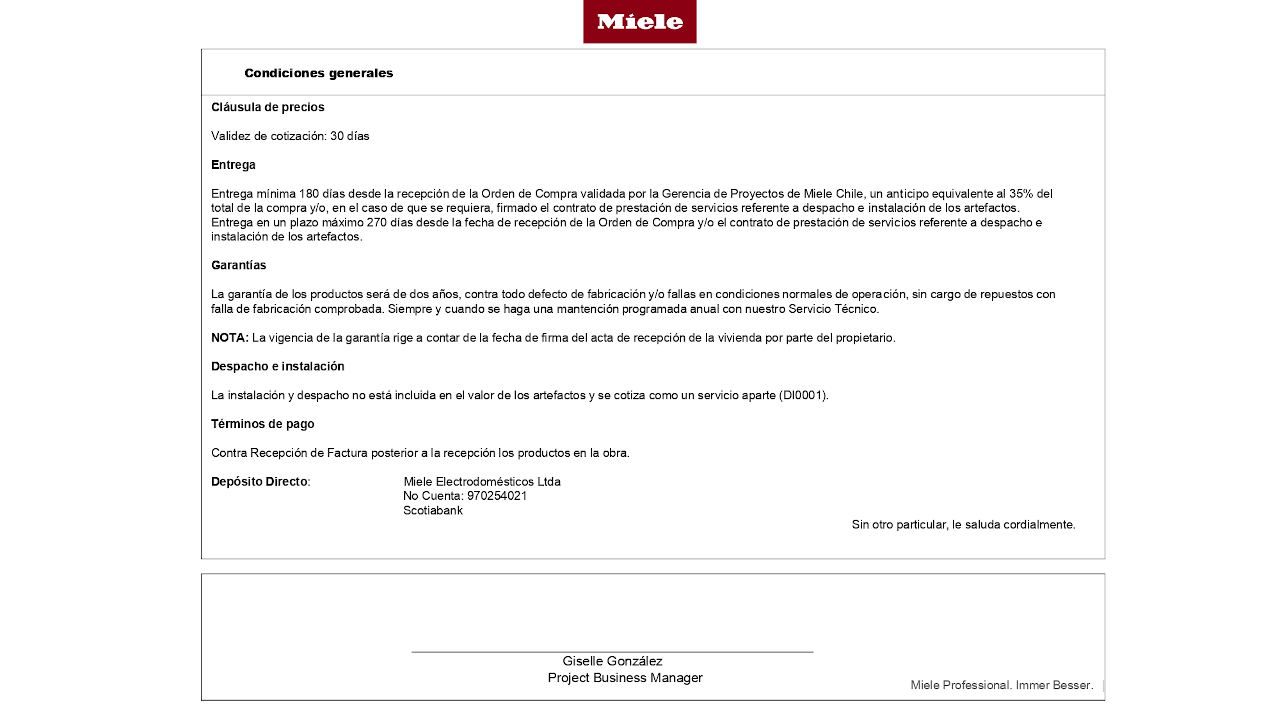 Miele
Condiciones generales
Cláusula de precios
Validez de cotización: 30 días
Entrega
Entrega mínima 180 días desde la recepción de la Orden de Compra validada por la Gerencia de Proyectos de Miele Chile, un anticipo equivalente al 35% del
total de la compra y/o, en el caso de que se requiera, firmado el contrato de prestación de servicios referente a despacho e instalación de los artefactos.
Entrega en un plazo máximo 270 días desde la fecha de recepción de la Orden de Compra y/o el contrato de prestación de servicios referente a despacho e
instalación de los artefactos.
Garantías
La garantía de los productos será de dos años, contra todo defecto de fabricación y/o fallas en condiciones normales de operación, sin cargo de repuestos con
falla de fabricación comprobada. Siempre y cuando se haga una mantención programada anual con nuestro Servicio Técnico.
NOTA: La vigencia de la garantía rige a contar de la fecha de firma del acta de recepción de la vivienda por parte del propietario.
Despacho e instalación
La instalación y despacho no está incluida en el valor de los artefactos y se cotiza como un servicio aparte (DI0001).
Términos de pago
Contra Recepción de Factura posterior a la recepción los productos en la obra.
Depósito Directo: Miele Electrodomésticos Ltda
No Cuenta: 970254021
Scotiabank
Sin otro particular, le saluda cordialmente.
Giselle González
Project Business Manager
Miele Professional. Immer Besser. |